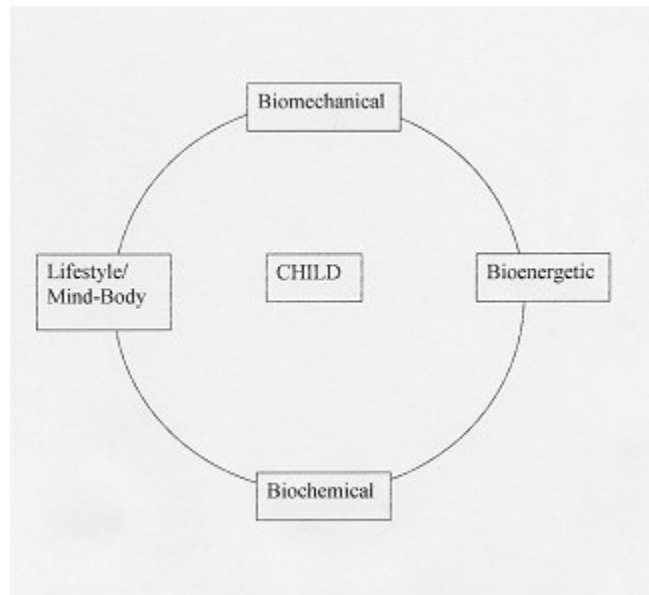 Biomechanical
Lifestyle/
Mind-Body
CHILD
Bioenergetic
Biochemical